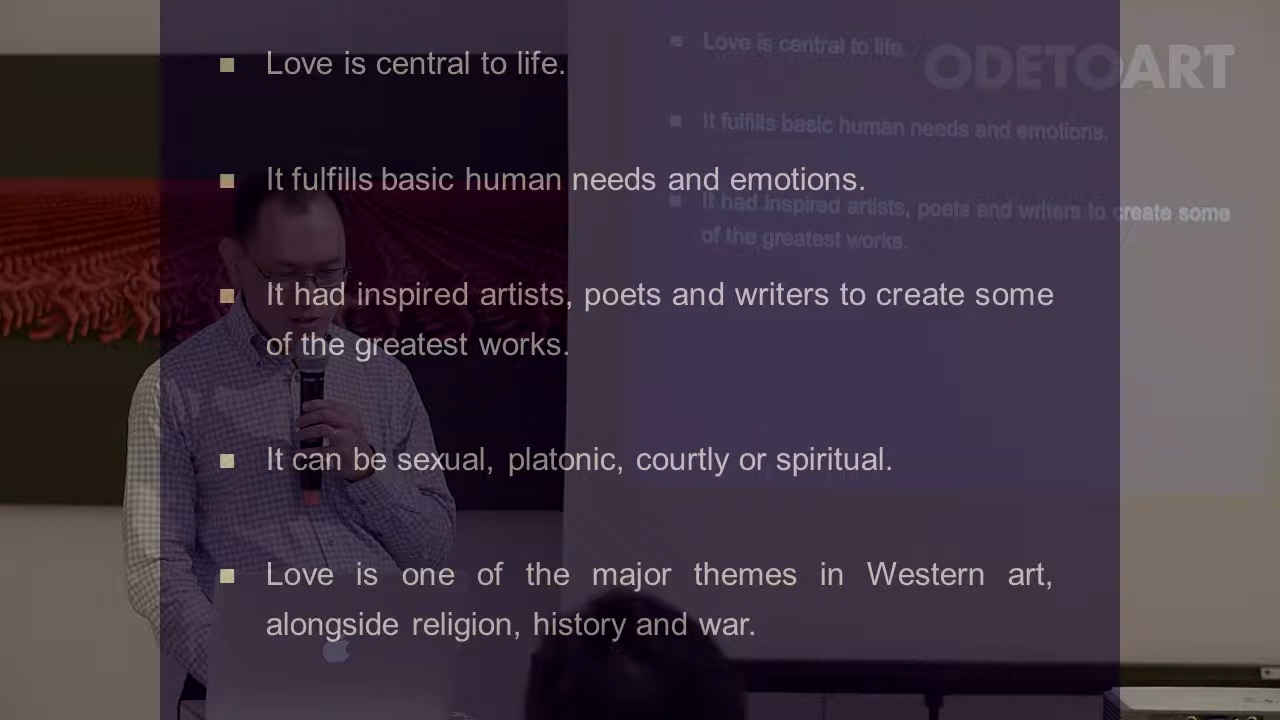 Love is central to life.
It fulfills basic human needs and emotions.
It had inspired artists, poets and writers to create some
of the greatest works.
It can be sexual, platonic, courtly or spiritual.
Love is one of the major themes in Western art,
alongside religion, history and war.
ODETOART
Love is central to life.
It fulfills basic human needs and emotions.
It had inspired artists, poets and writers to create some
of the greatest works.